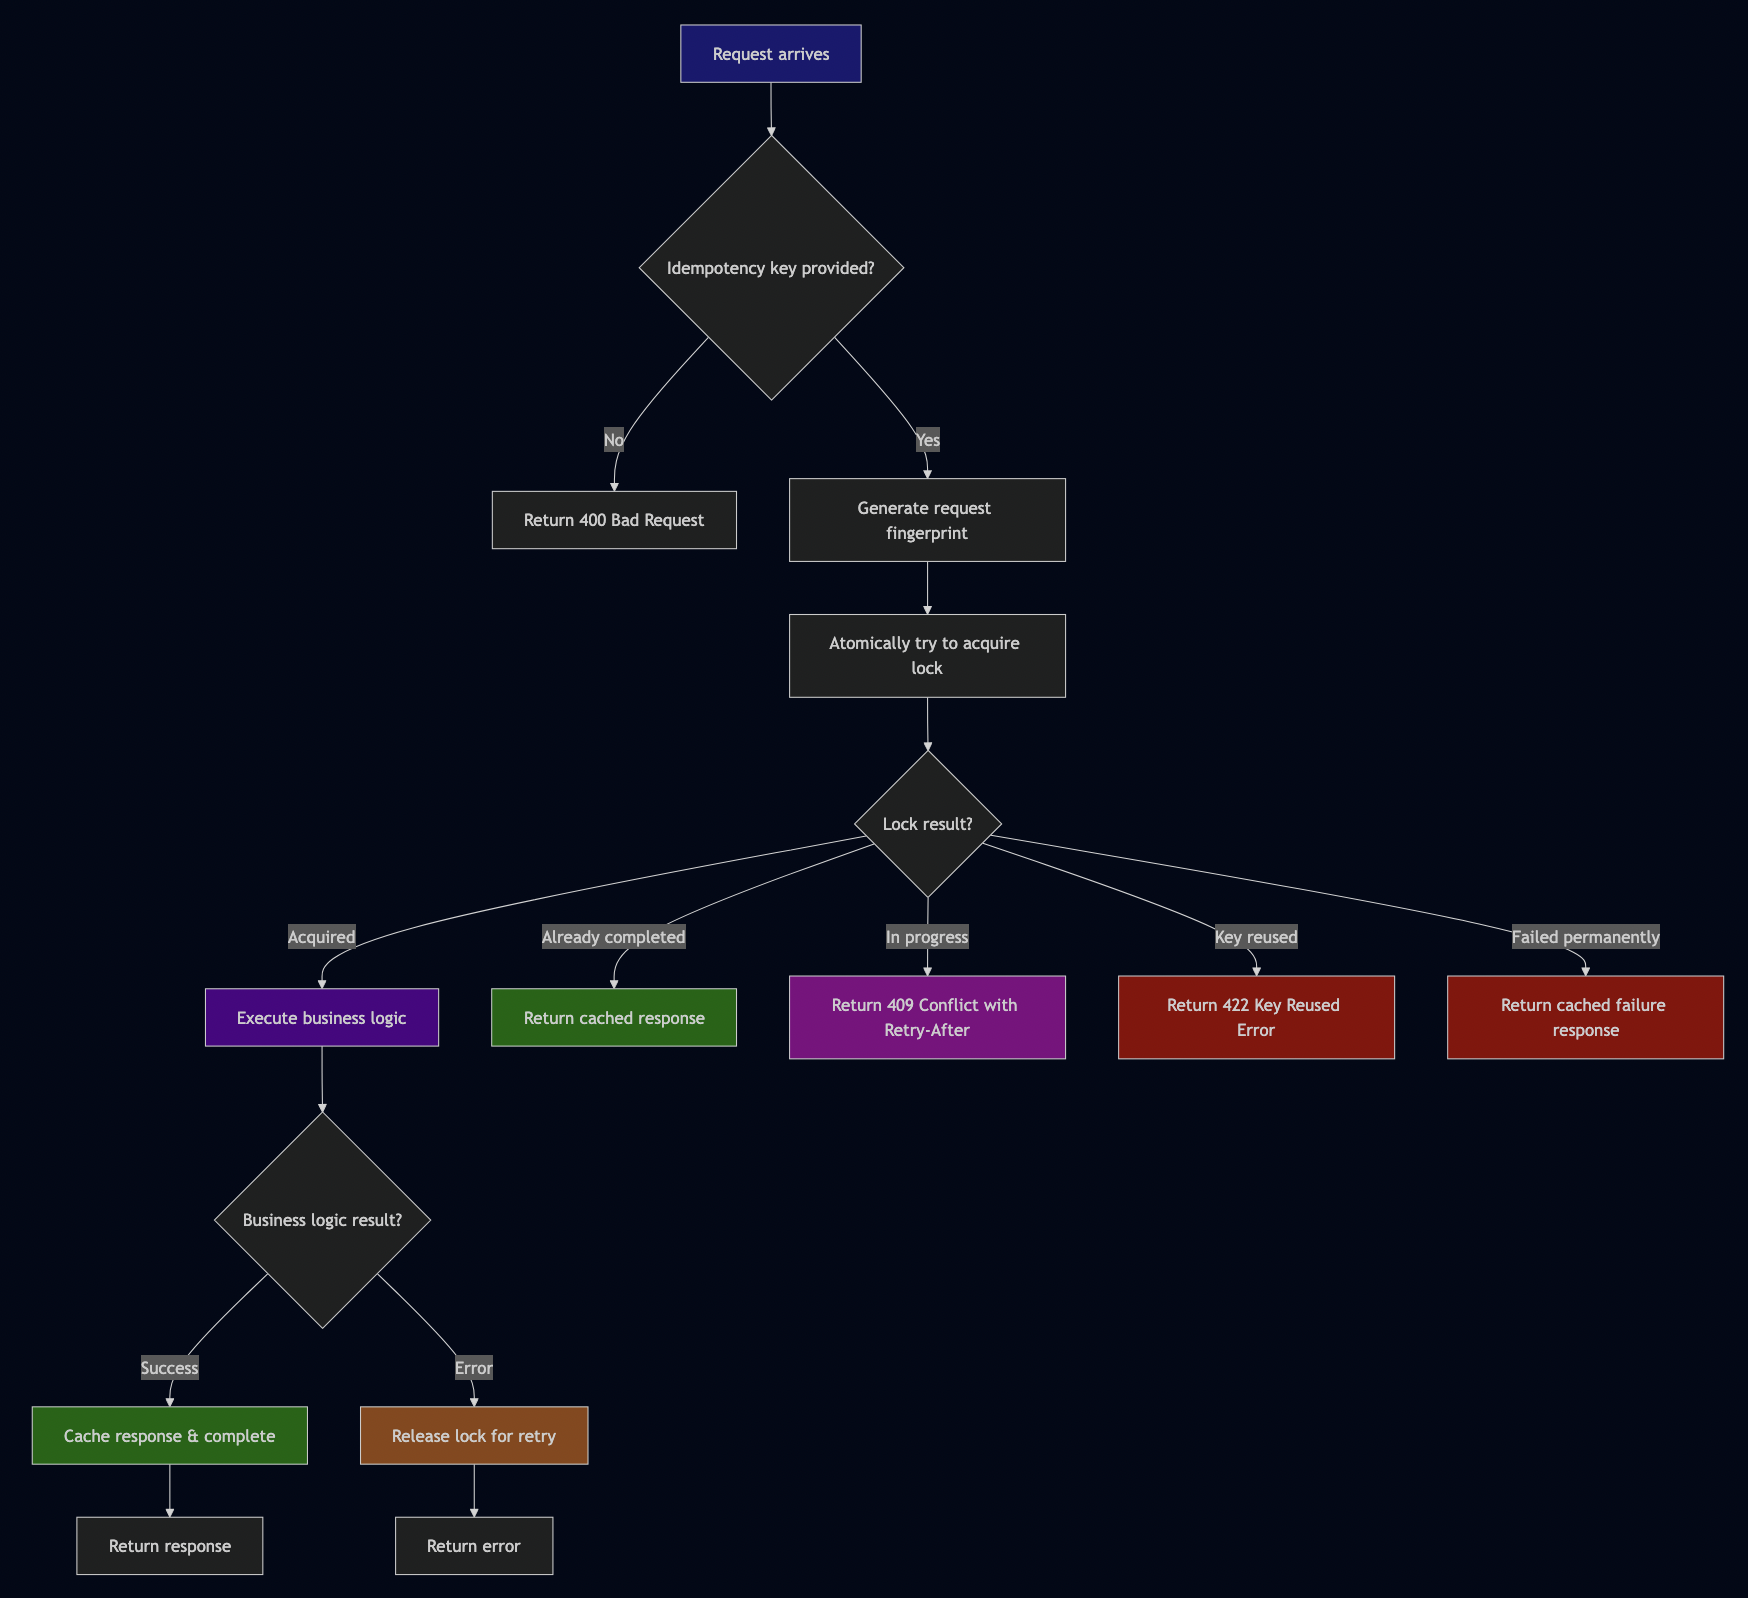 Request arrives
Idempotency key provided?
No
Yes
Return 400 Bad Request
Generate request
fingerprint
Atomically try to acquire
lock
Lock result?
Acquired
Already completed
In progress
Key reused
Failed permanently
Execute business logic
Return cached response
Return 409 Conflict with
Retry-After
Return 422 Key Reused
Error
Return cached failure
response
Business logic result?
Success
Error
Cache response & complete
Release lock for retry
Return response
Return error